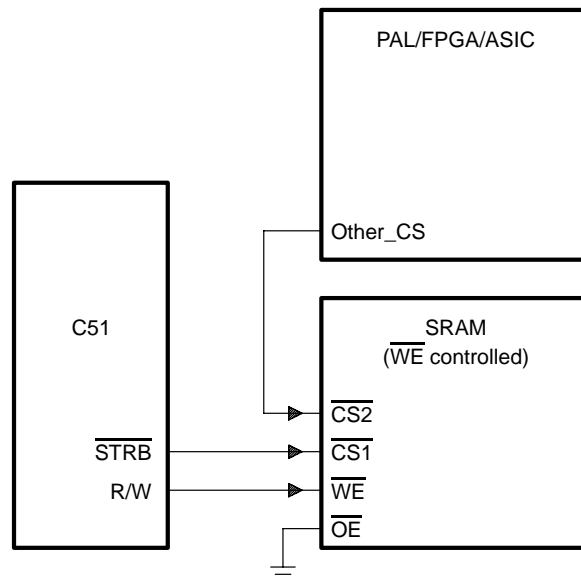 PAL/FPGA/ASIC
Other_CS
C51
STRB
R/W
SRAM
(WE controlled)
CS2
CS1
WE
OE